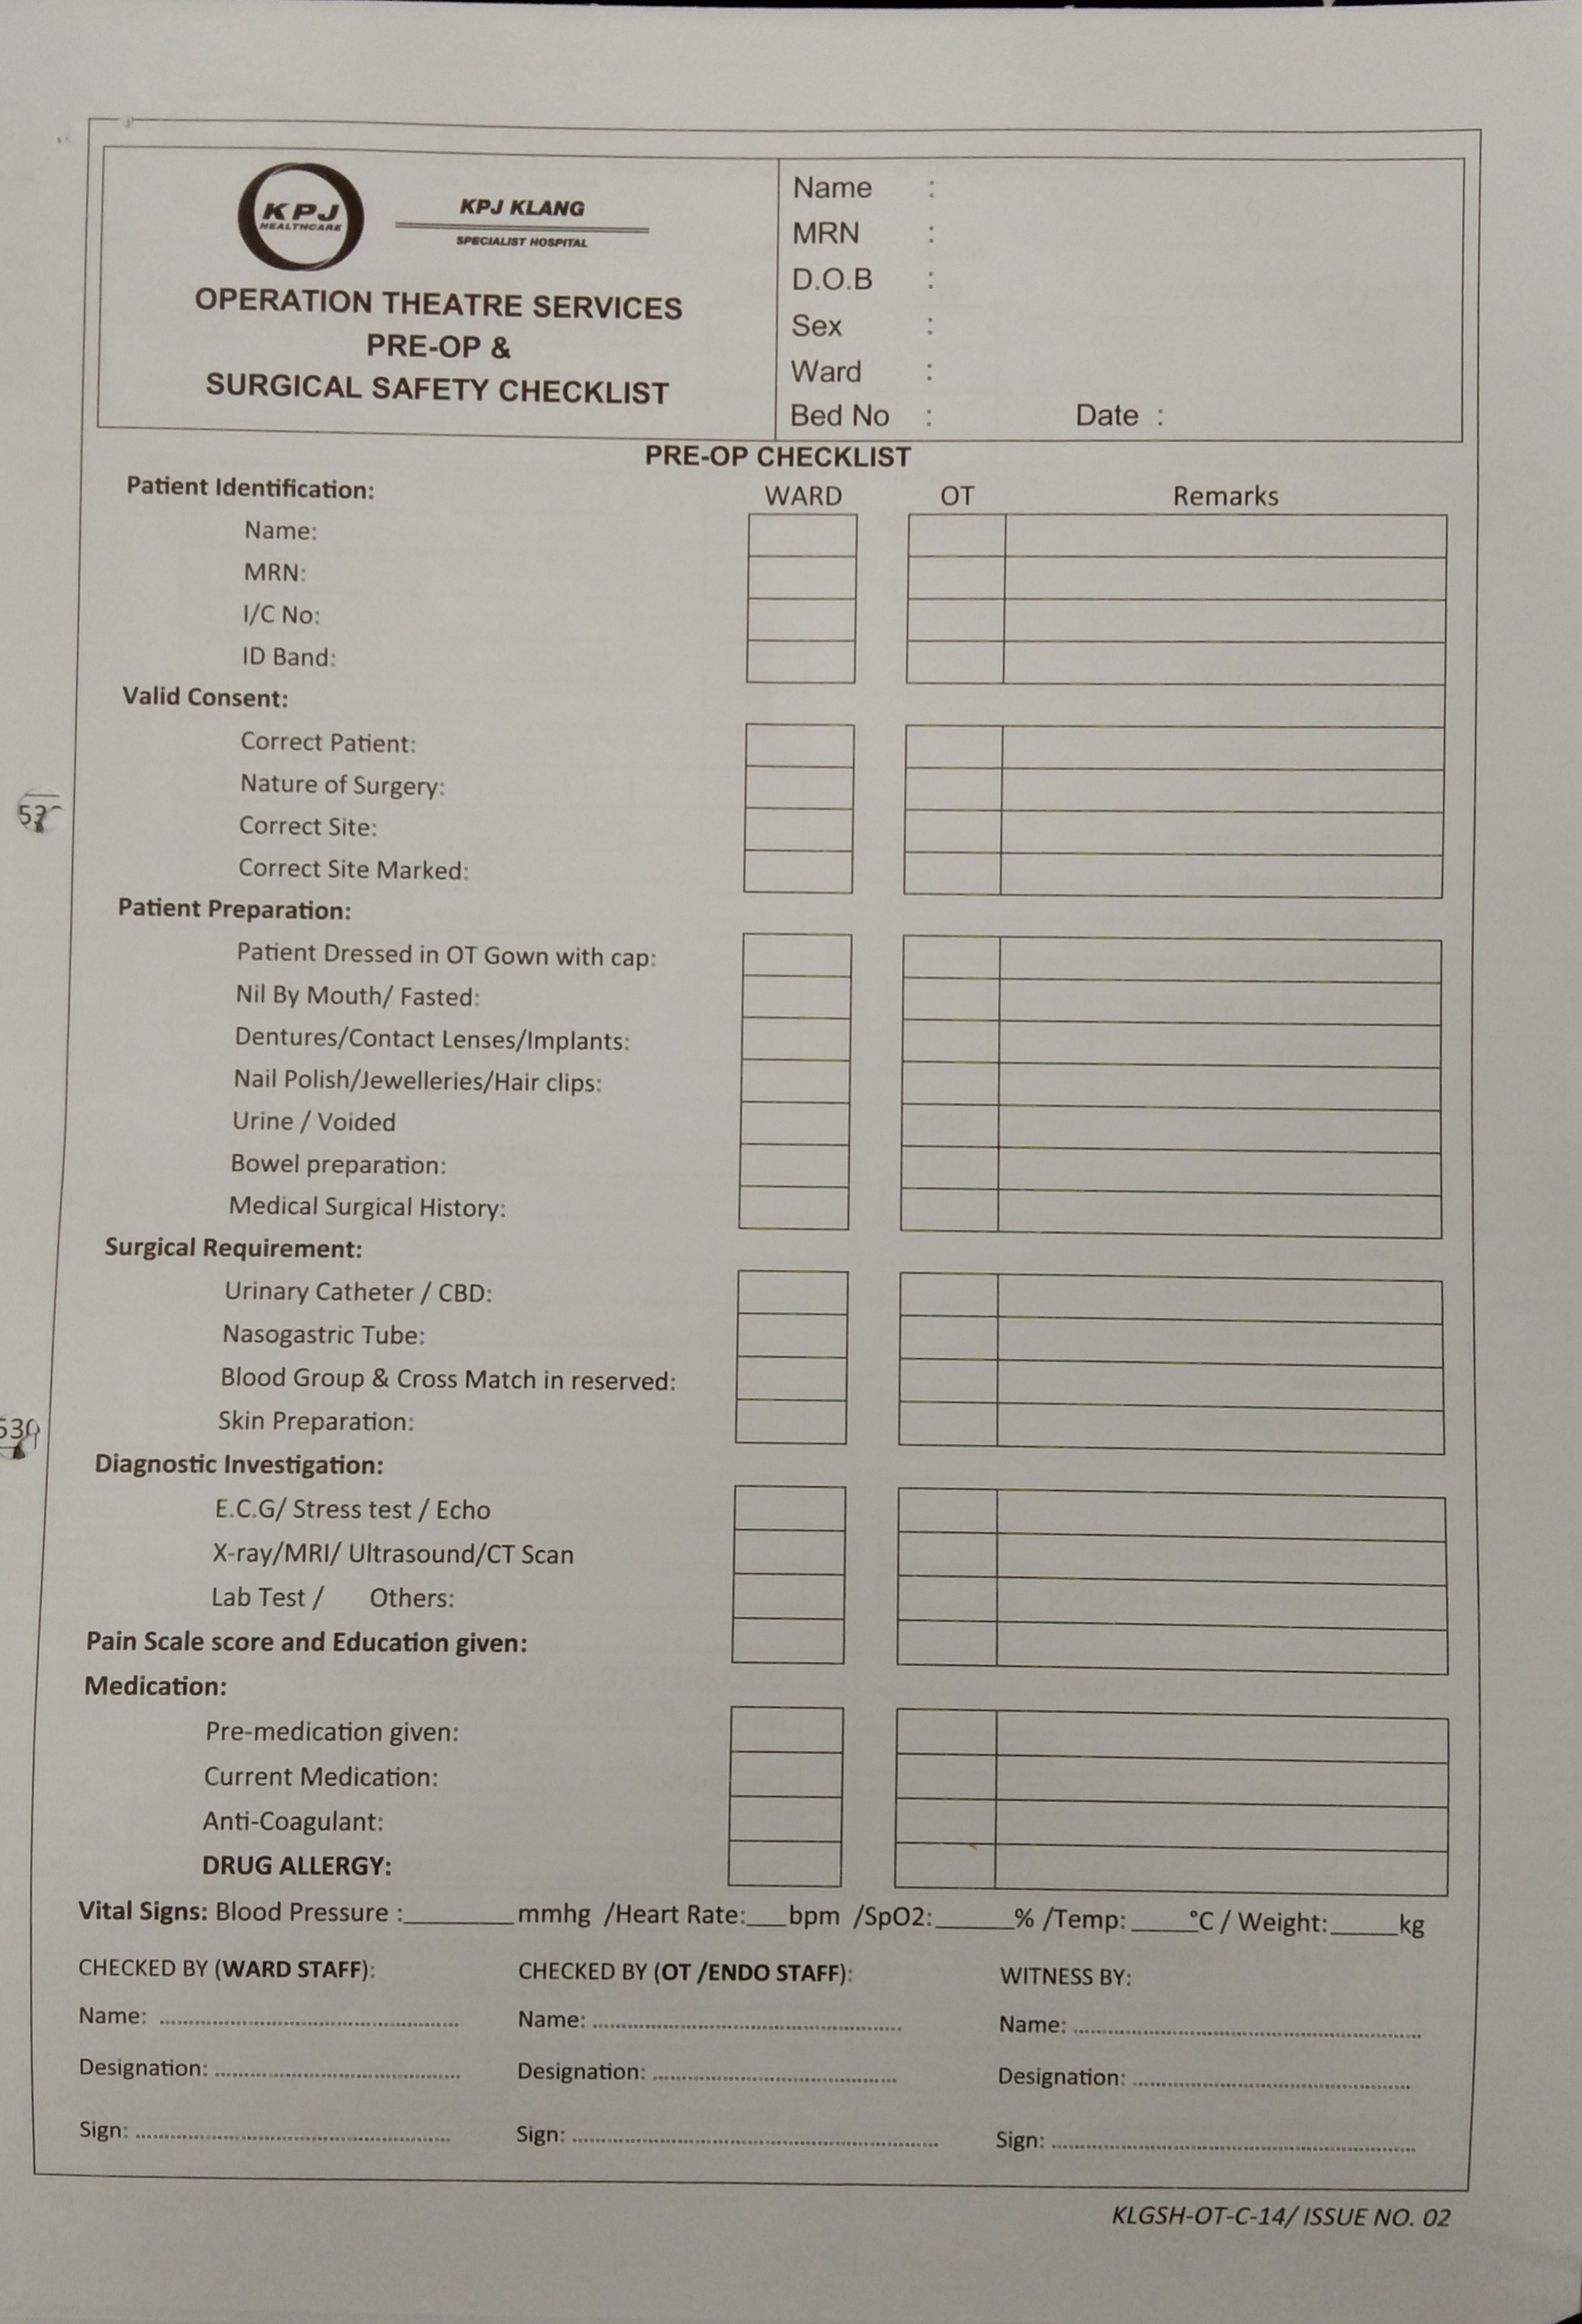 KPJ
HEALTHCARE
KPJ KLANG
SPECIALIST HOSPITAL
OPERATION THEATRE SERVICES
PRE-OP &
SURGICAL SAFETY CHECKLIST
Name :
MRN :
D.O.B :
Sex :
Ward :
Bed No : Date :
PRE-OP CHECKLIST
Patient Identification: WARD OT Remarks
Name:
MRN:
I/C No:
ID Band:
Valid Consent:
Correct Patient:
Nature of Surgery:
Correct Site:
Correct Site Marked:
Patient Preparation:
Patient Dressed in OT Gown with cap:
Nil By Mouth/ Fasted:
Dentures/Contact Lenses/Implants:
Nail Polish/Jewelleries/Hair clips:
Urine / Voided
Bowel preparation:
Medical Surgical History:
Surgical Requirement:
Urinary Catheter / CBD:
Nasogastric Tube:
Blood Group & Cross Match in reserved:
Skin Preparation:
Diagnostic Investigation:
E.C.G/ Stress test / Echo
X-ray/MRI/ Ultrasound/CT Scan
Lab Test / Others:
Pain Scale score and Education given:
Medication:
Pre-medication given:
Current Medication:
Anti-Coagulant:
DRUG ALLERGY:
Vital Signs: Blood Pressure :________mmhg /Heart Rate:___bpm /SpO2:______% /Temp:_____°C / Weight:_____kg
CHECKED BY (WARD STAFF): CHECKED BY (OT /ENDO STAFF): WITNESS BY:
Name: ........................ Name: ........................ Name: ........................
Designation: ........................ Designation: ........................ Designation: ........................
Sign: ........................ Sign: ........................ Sign: ........................
KLGSH-OT-C-14/ ISSUE NO. 02